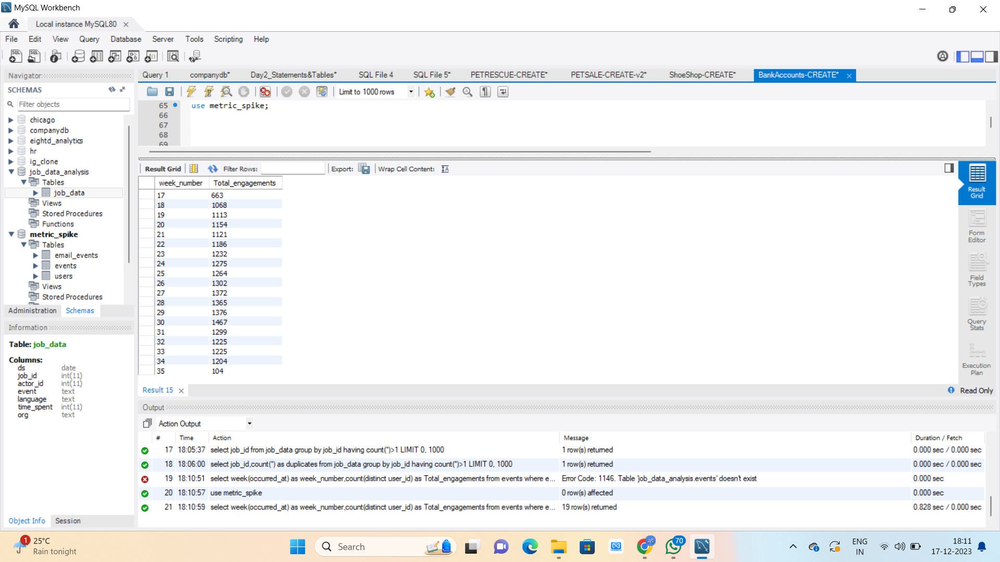 MySQL Workbench
Local instance MySQL80
File Edit View Query Database Server Tools Scripting Help
Navigator
SCHEMAS
Filter objects
chicago
companydb
eightd_analytics
hr
ig_clone
job_data_analysis
Tables
job_data
Views
Stored Procedures
Functions
metric_spike
Tables
email_events
events
users
Views
Stored Procedures
Administration Schemas
Information
Table: job_data
Columns:
ds date
job_id int(11)
actor_id int(11)
event text
language text
time_spent int(11)
org text
Object Info Session
Query 1 companydb* Day2_Statements&Tables* SQL File 4 SQL File 5* PETRESCUE-CREATE* PETSALE-CREATE-v2* ShoeShop-CREATE* BankAccounts-CREATE*
Limit to 1000 rows
65 use metric_spike;
66
67
68
69
Result Grid Filter Rows: Export: Wrap Cell Content:
week_number Total_engagements
17 663
18 1068
19 1113
20 1154
21 1121
22 1186
23 1232
24 1275
25 1264
26 1302
27 1372
28 1365
29 1376
30 1467
31 1299
32 1225
33 1225
34 1204
35 104
Result Grid
Form Editor
Field Types
Query Stats
Execution Plan
Result 15
Read Only
Output
Action Output
# Time Action Message Duration / Fetch
17 18:05:37 select job_id from job_data group by job_id having count(*)>1 LIMIT 0, 1000 1 row(s) returned 0.000 sec / 0.000 sec
18 18:06:00 select job_id,count(*) as duplicates from job_data group by job_id having count(*)>1 LIMIT 0, 1000 1 row(s) returned 0.000 sec / 0.000 sec
19 18:10:51 select week(occurred_at) as week_number,count(distinct user_id) as Total_engagements from events where e... Error Code: 1146. Table 'job_data_analysis.events' doesn't exist 0.000 sec
20 18:10:57 use metric_spike 0 row(s) affected 0.000 sec
21 18:10:59 select week(occurred_at) as week_number,count(distinct user_id) as Total_engagements from events where e... 19 row(s) returned 0.828 sec / 0.000 sec
1
25°C
Rain tonight
Search
70
ENG
IN
18:11
17-12-2023